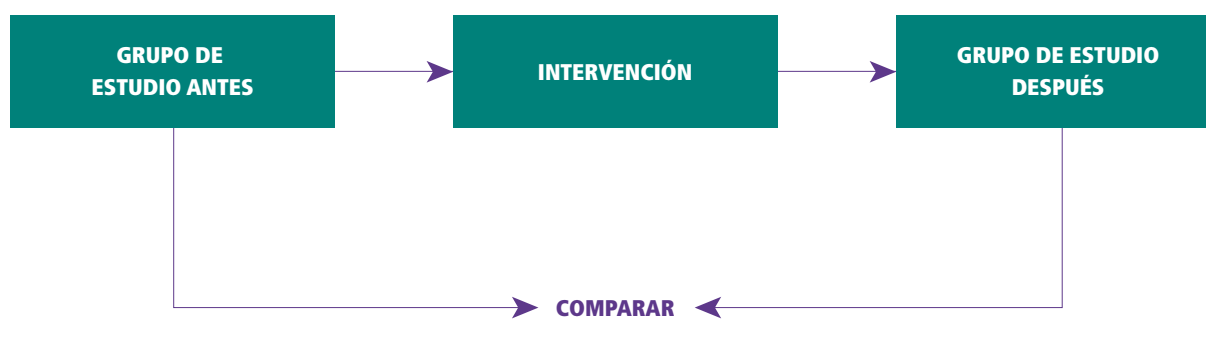 GRUPO DE
ESTUDIO ANTES
INTERVENCIÓN
GRUPO DE ESTUDIO
DESPUÉS
COMPARAR